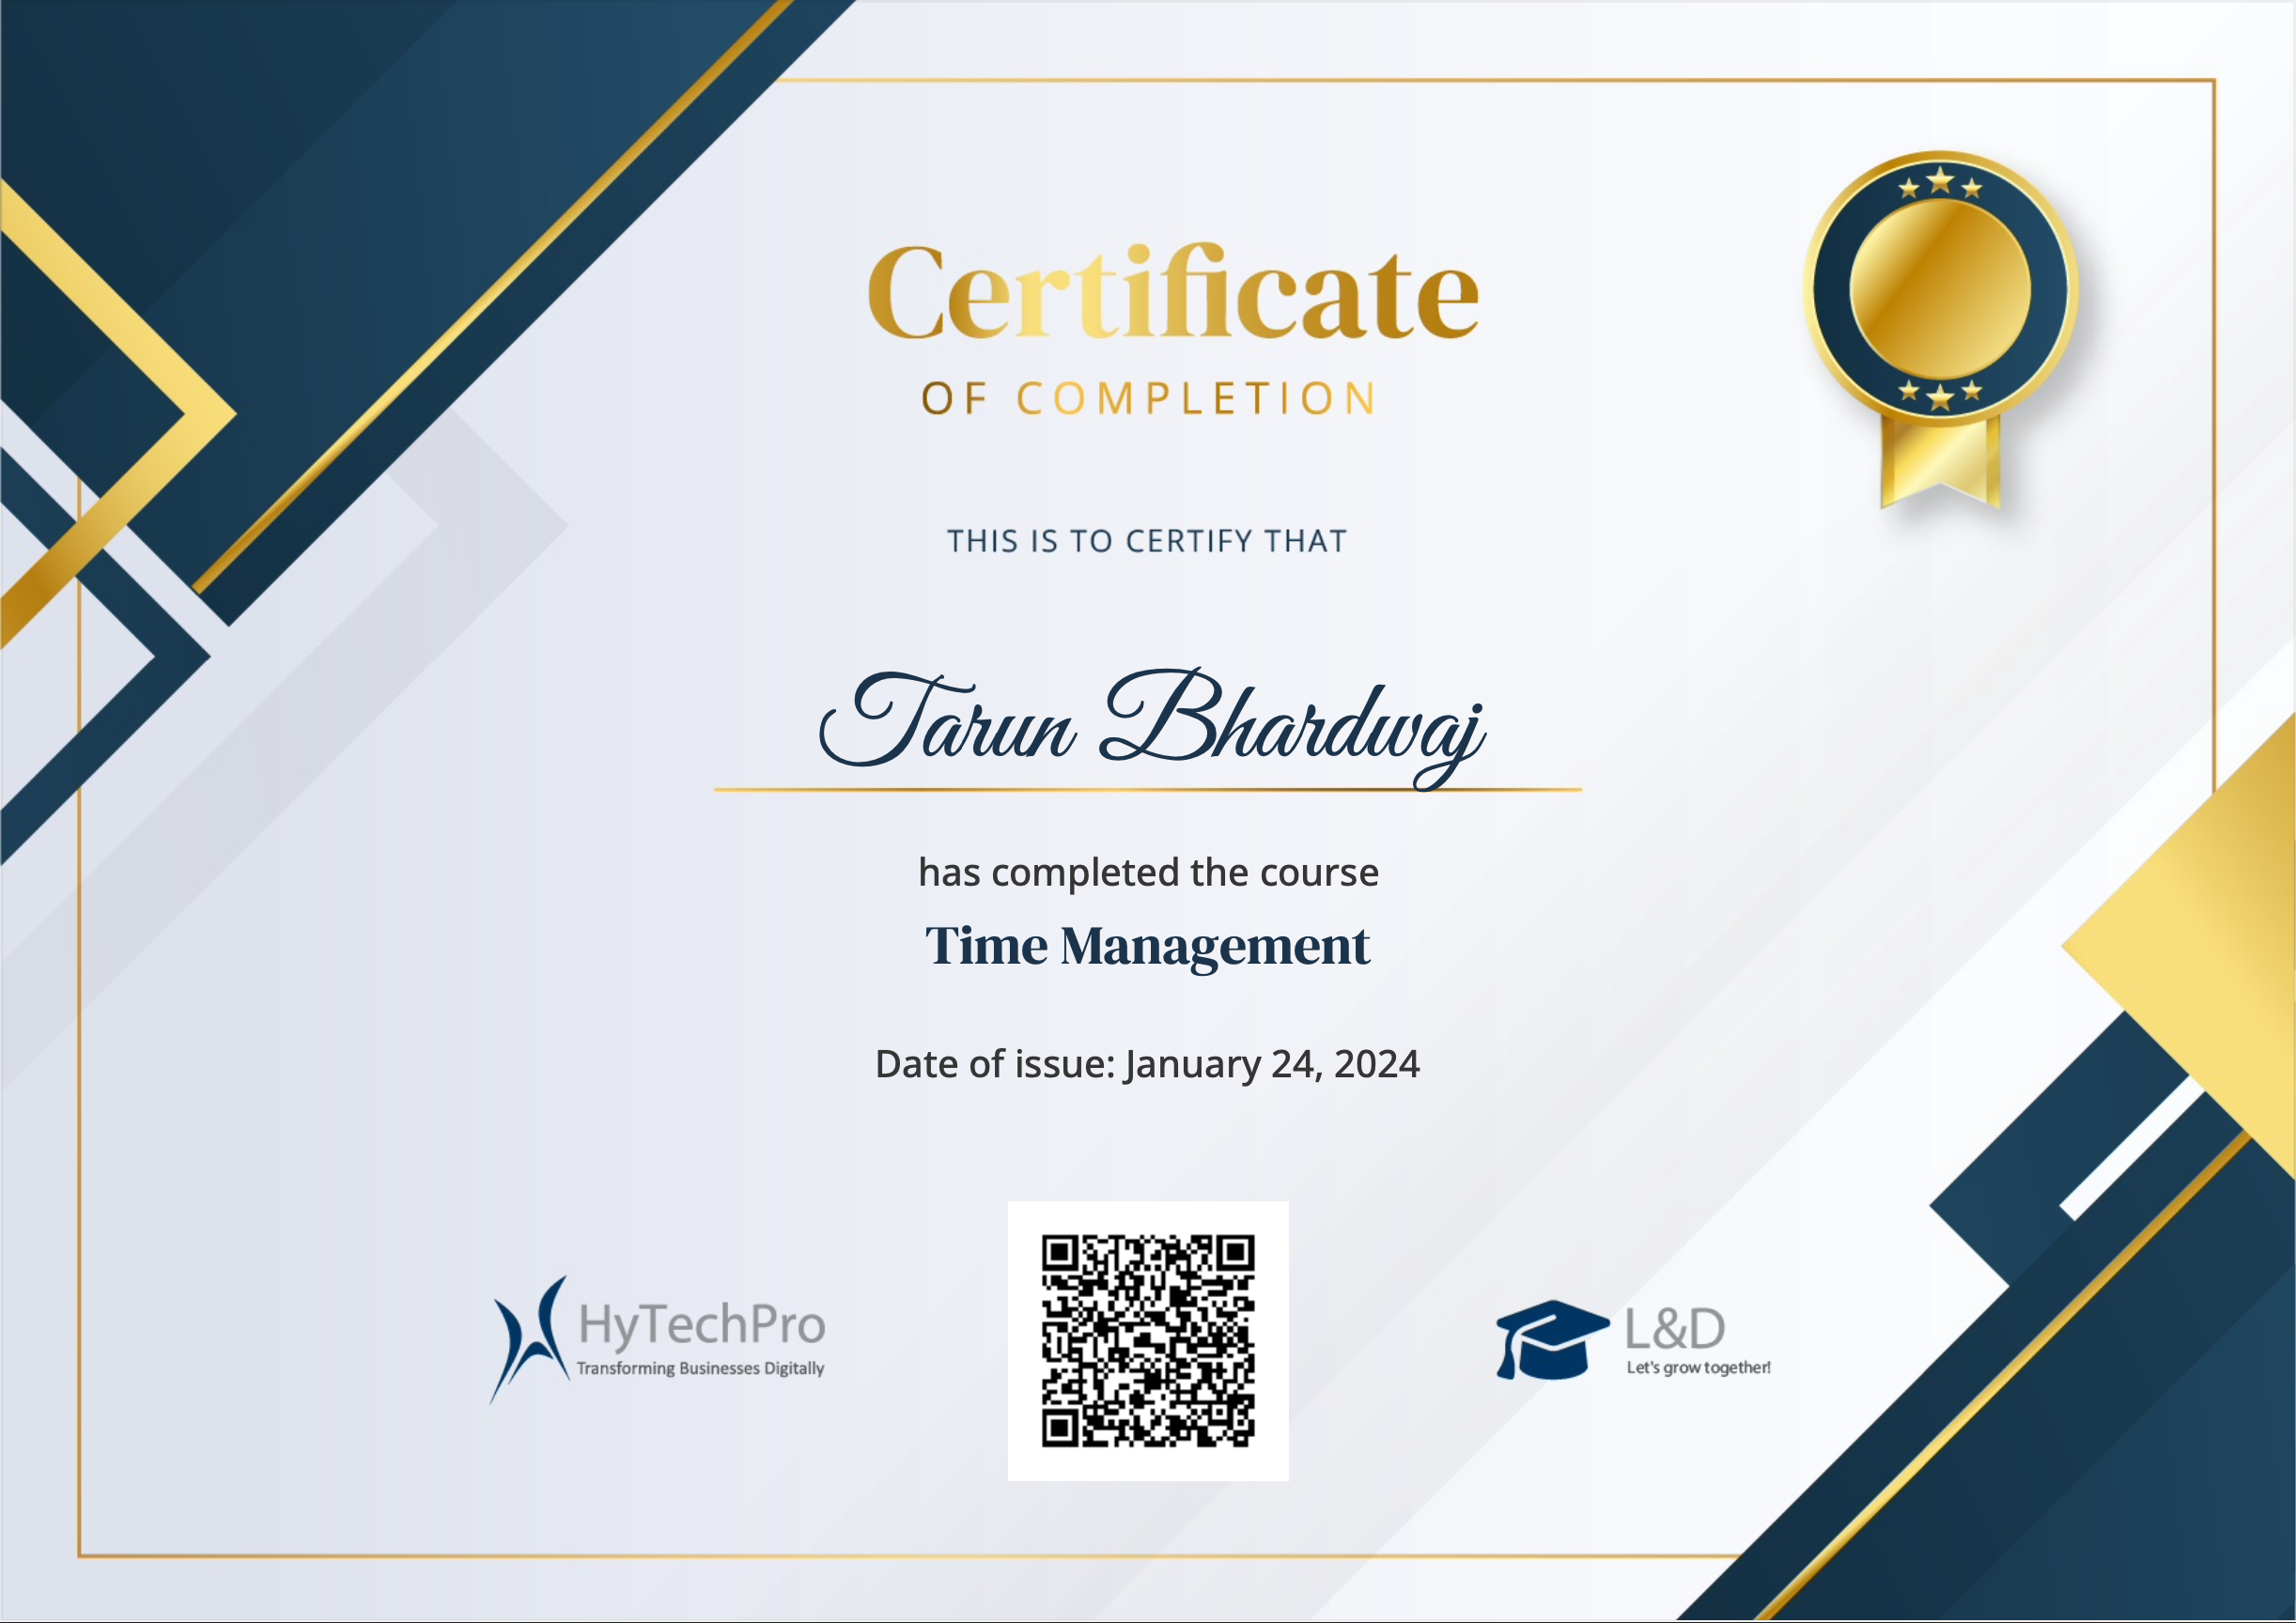 Certificate
OF COMPLETION
THIS IS TO CERTIFY THAT
Tarun Bhardwaj
has completed the course
Time Management
Date of issue: January 24, 2024
HyTechPro
Transforming Businesses Digitally
L&D
Let's grow together!